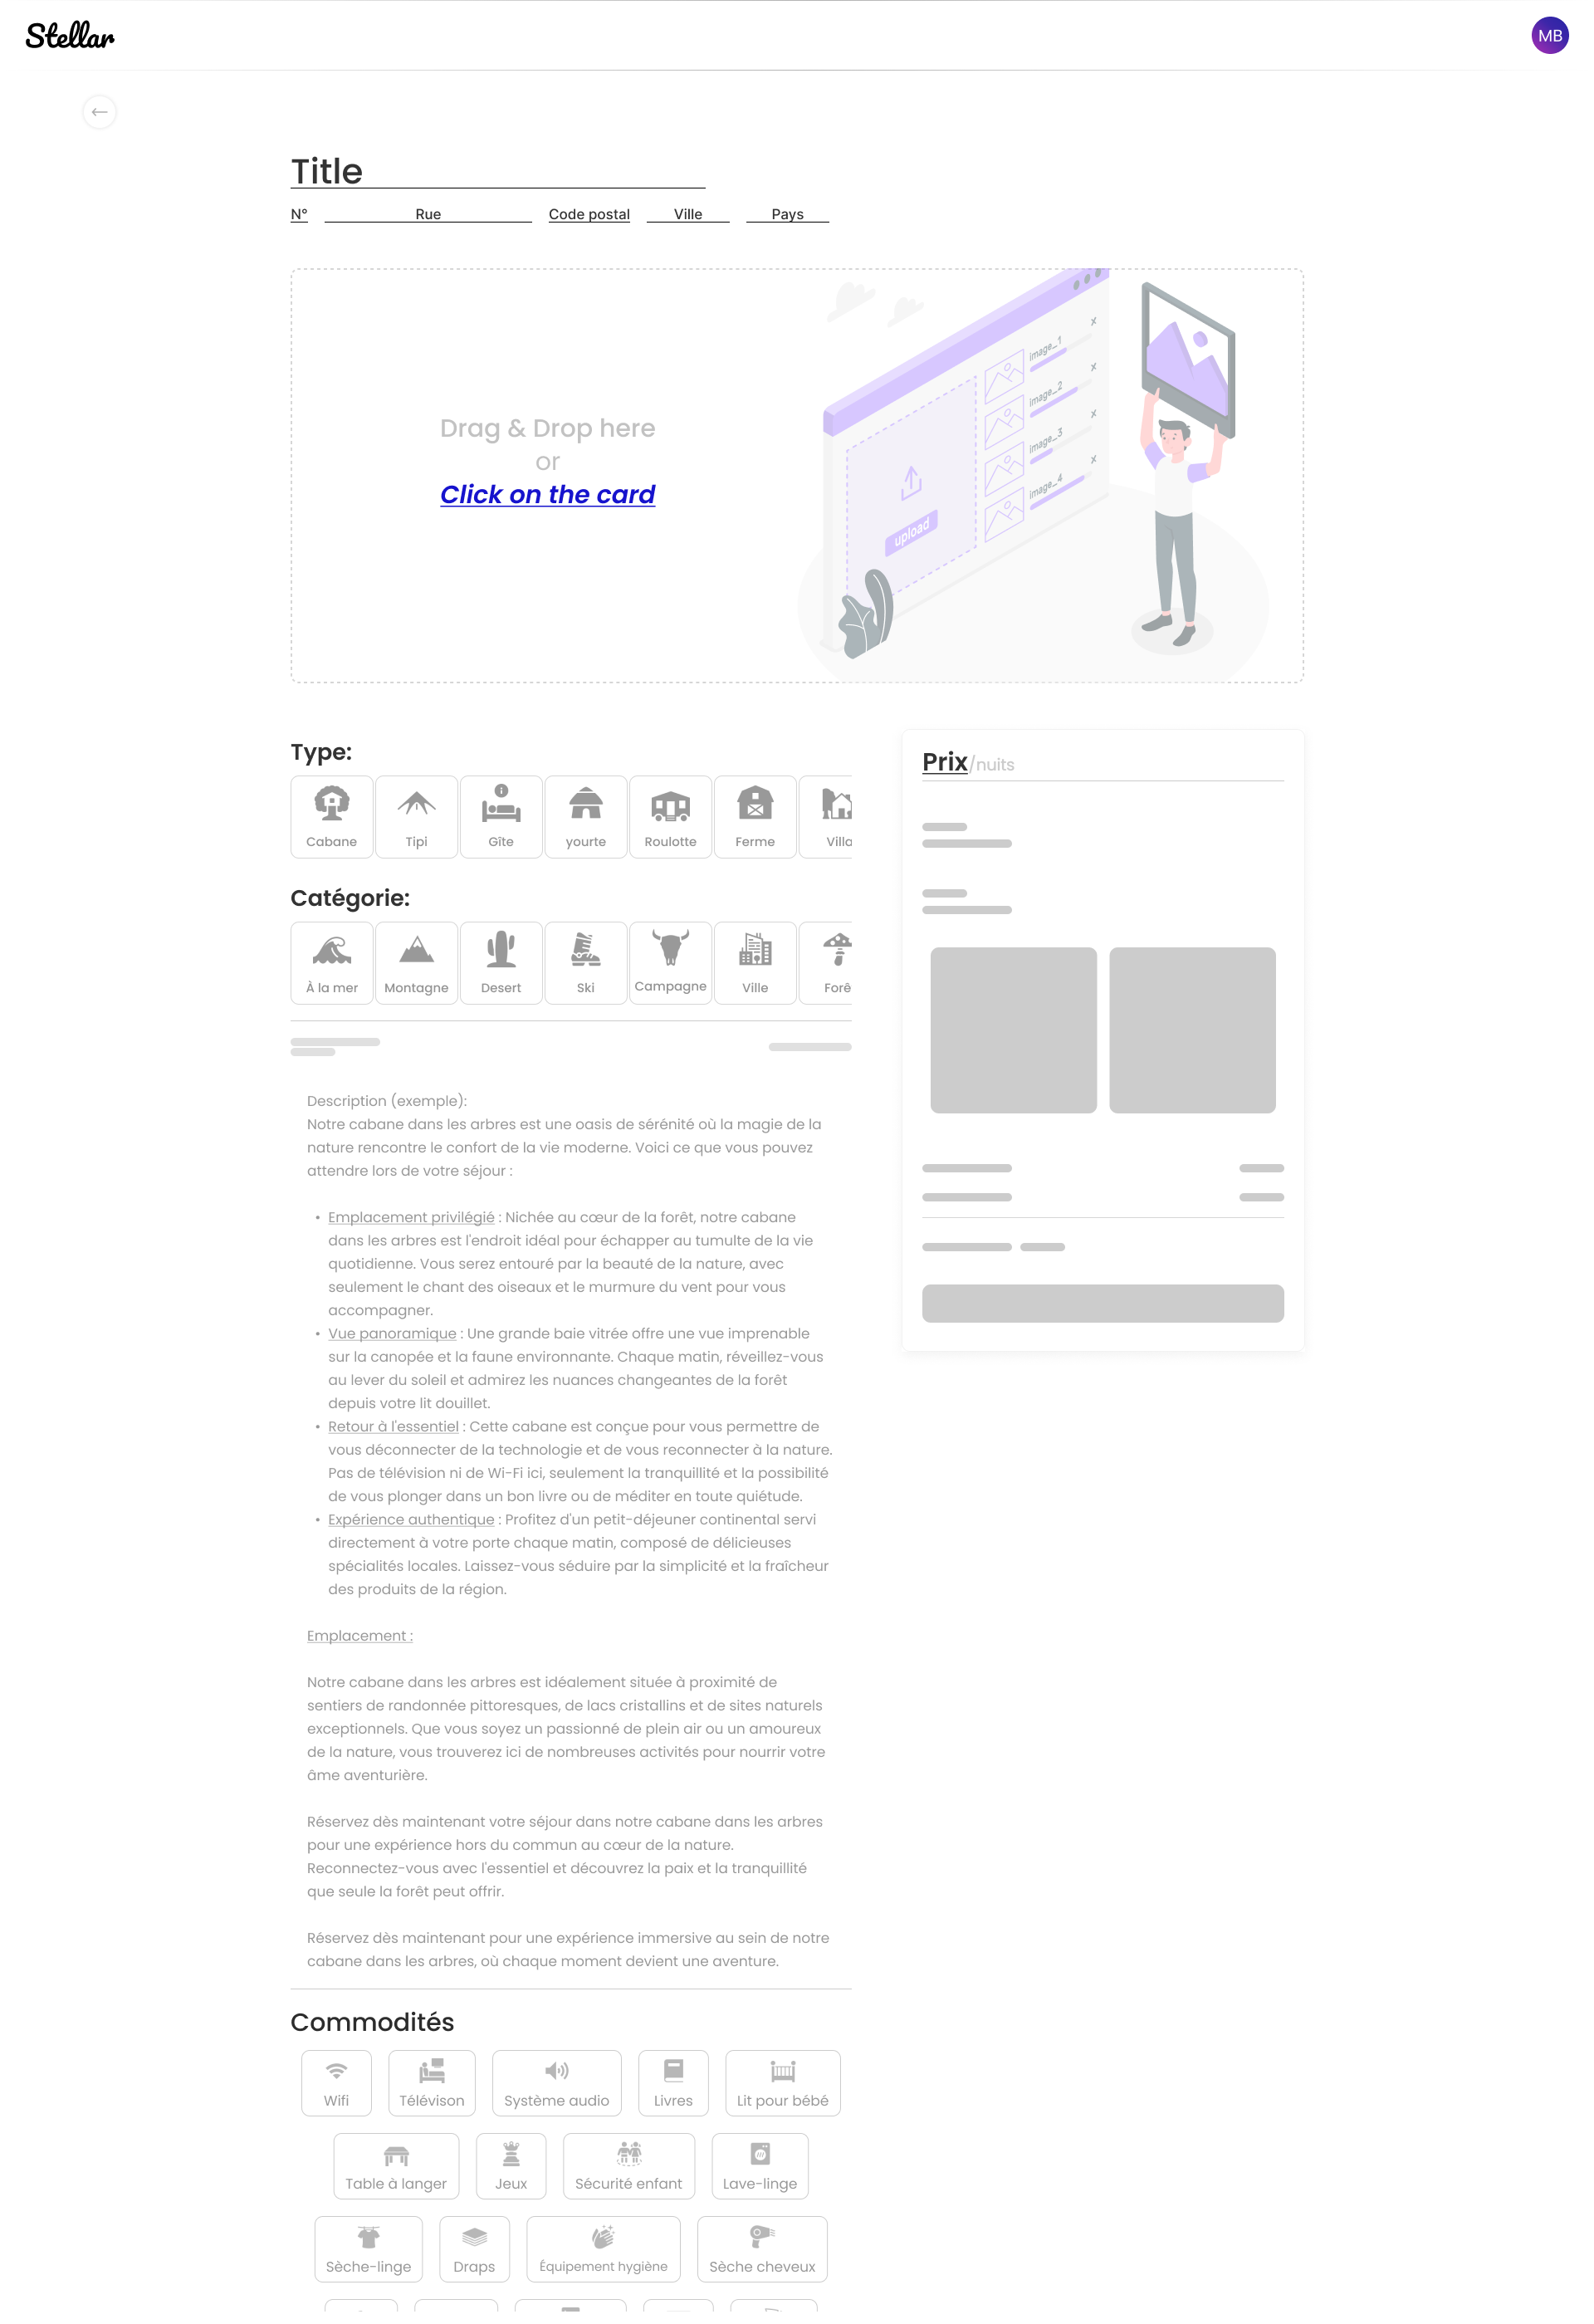 Stellar
MB
Title
N° Rue Code postal Ville Pays
Drag & Drop here
or
Click on the card
image_1
x
image_2
x
image_3
x
image_4
x
upload
Type:
Cabane Tipi Gîte yourte Roulotte Ferme Villa
Catégorie:
À la mer Montagne Desert Ski Campagne Ville Forê
Prix/nuits
Description (exemple):
Notre cabane dans les arbres est une oasis de sérénité où la magie de la
nature rencontre le confort de la vie moderne. Voici ce que vous pouvez
attendre lors de votre séjour :
• Emplacement privilégié : Nichée au cœur de la forêt, notre cabane
dans les arbres est l'endroit idéal pour échapper au tumulte de la vie
quotidienne. Vous serez entouré par la beauté de la nature, avec
seulement le chant des oiseaux et le murmure du vent pour vous
accompagner.
• Vue panoramique : Une grande baie vitrée offre une vue imprenable
sur la canopée et la faune environnante. Chaque matin, réveillez-vous
au lever du soleil et admirez les nuances changeantes de la forêt
depuis votre lit douillet.
• Retour à l'essentiel : Cette cabane est conçue pour vous permettre de
vous déconnecter de la technologie et de vous reconnecter à la nature.
Pas de télévision ni de Wi-Fi ici, seulement la tranquillité et la possibilité
de vous plonger dans un bon livre ou de méditer en toute quiétude.
• Expérience authentique : Profitez d'un petit-déjeuner continental servi
directement à votre porte chaque matin, composé de délicieuses
spécialités locales. Laissez-vous séduire par la simplicité et la fraîcheur
des produits de la région.
Emplacement :
Notre cabane dans les arbres est idéalement située à proximité de
sentiers de randonnée pittoresques, de lacs cristallins et de sites naturels
exceptionnels. Que vous soyez un passionné de plein air ou un amoureux
de la nature, vous trouverez ici de nombreuses activités pour nourrir votre
âme aventurière.
Réservez dès maintenant votre séjour dans notre cabane dans les arbres
pour une expérience hors du commun au cœur de la nature.
Reconnectez-vous avec l'essentiel et découvrez la paix et la tranquillité
que seule la forêt peut offrir.
Réservez dès maintenant pour une expérience immersive au sein de notre
cabane dans les arbres, où chaque moment devient une aventure.
Commodités
Wifi Télévison Système audio Livres Lit pour bébé
Table à langer Jeux Sécurité enfant Lave-linge
Sèche-linge Draps Équipement hygiène Sèche cheveux